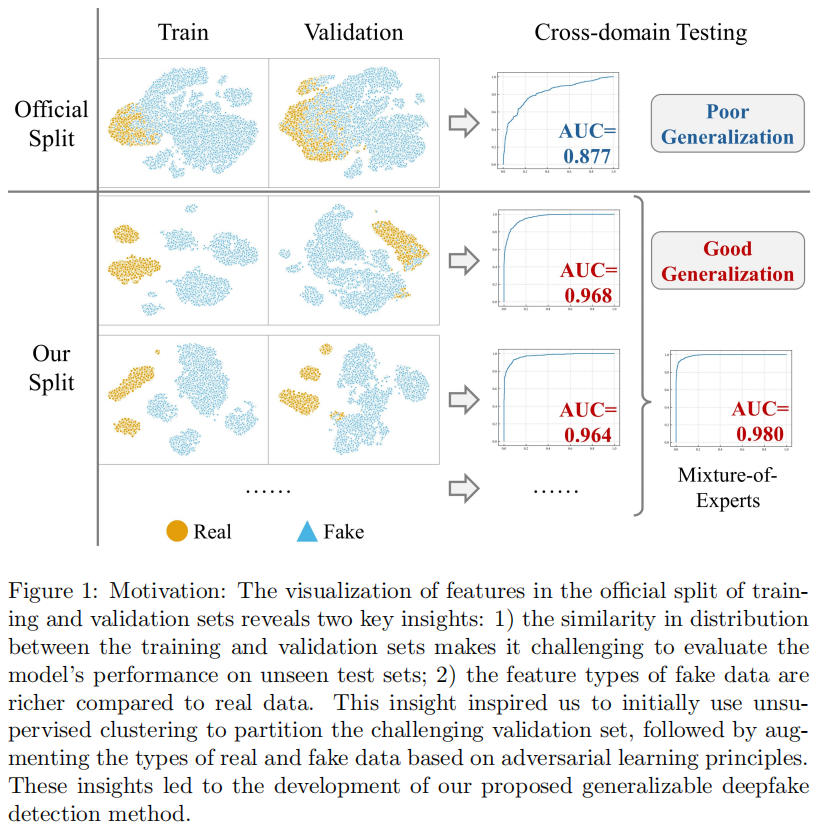 Train Validation Cross-domain Testing
Official
Split
AUC=
0.877
Poor
Generalization
AUC=
0.968
Good
Generalization
Our
Split
AUC=
0.964
AUC=
0.980
Mixture-of-
Experts
...... ......
Real Fake
Figure 1: Motivation: The visualization of features in the official split of train-
ing and validation sets reveals two key insights: 1) the similarity in distribution
between the training and validation sets makes it challenging to evaluate the
model's performance on unseen test sets; 2) the feature types of fake data are
richer compared to real data. This insight inspired us to initially use unsu-
pervised clustering to partition the challenging validation set, followed by aug-
menting the types of real and fake data based on adversarial learning principles.
These insights led to the development of our proposed generalizable deepfake
detection method.